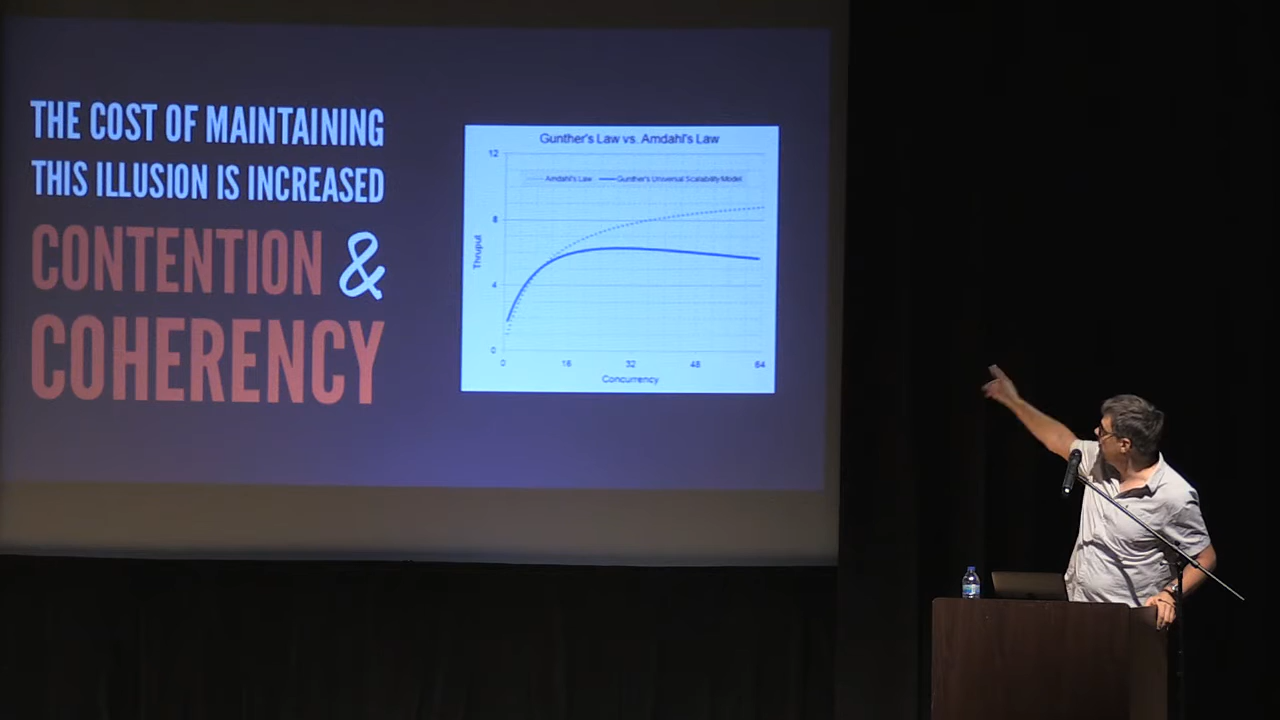 THE COST OF MAINTAINING
THIS ILLUSION IS INCREASED
CONTENTION &
COHERENCY
Gunther's Law vs. Amdahl's Law
12
Amdahl's Law Gunther's Universal Scalability Model
8
Thruput
4
0
0 16 32 48 64
Concurrency